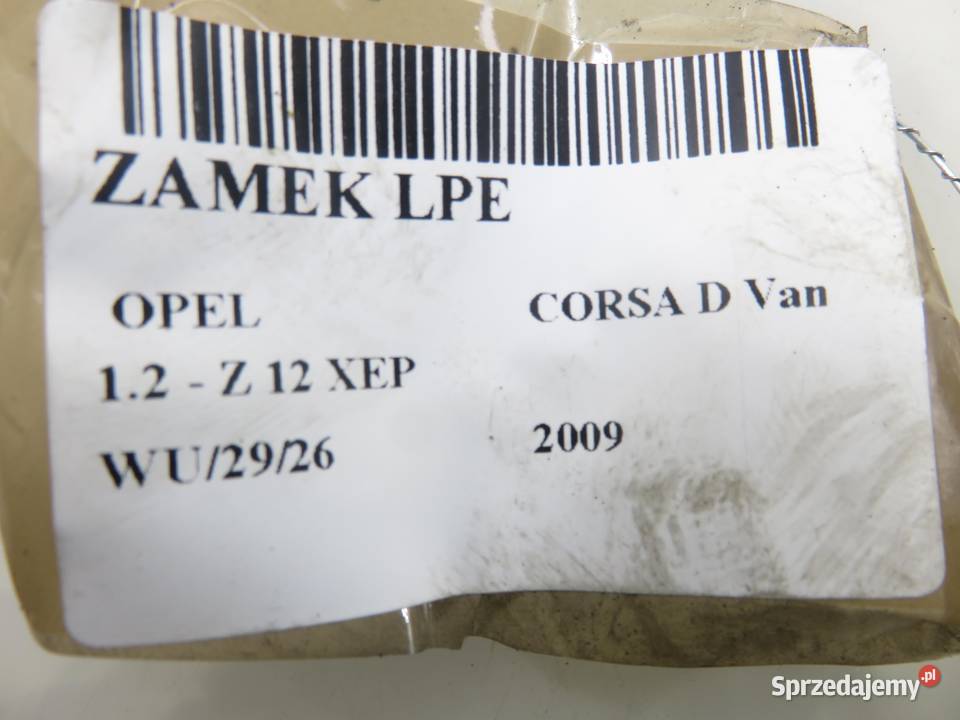 ZAMEK LPE
OPEL CORSA D Van
1.2 - Z 12 XEP
WU/29/26 2009
Sprzedajemy.pl